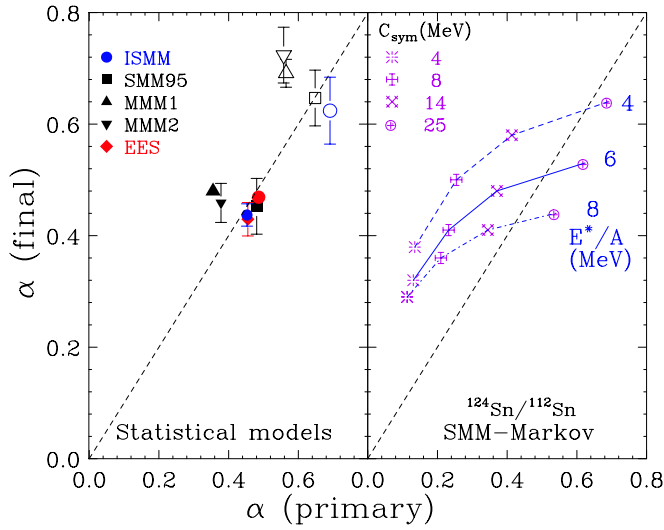 α (final)
0.8
0.6
0.4
0.2
0.0
ISMM
SMM95
MMM1
MMM2
EES
Statistical models
0.0 0.2 0.4 0.6 0.8
C_sym(MeV)
4
8
14
25
4
6
8
E*/A
(MeV)
¹²⁴Sn/¹¹²Sn
SMM−Markov
0.0 0.2 0.4 0.6 0.8
α (primary)